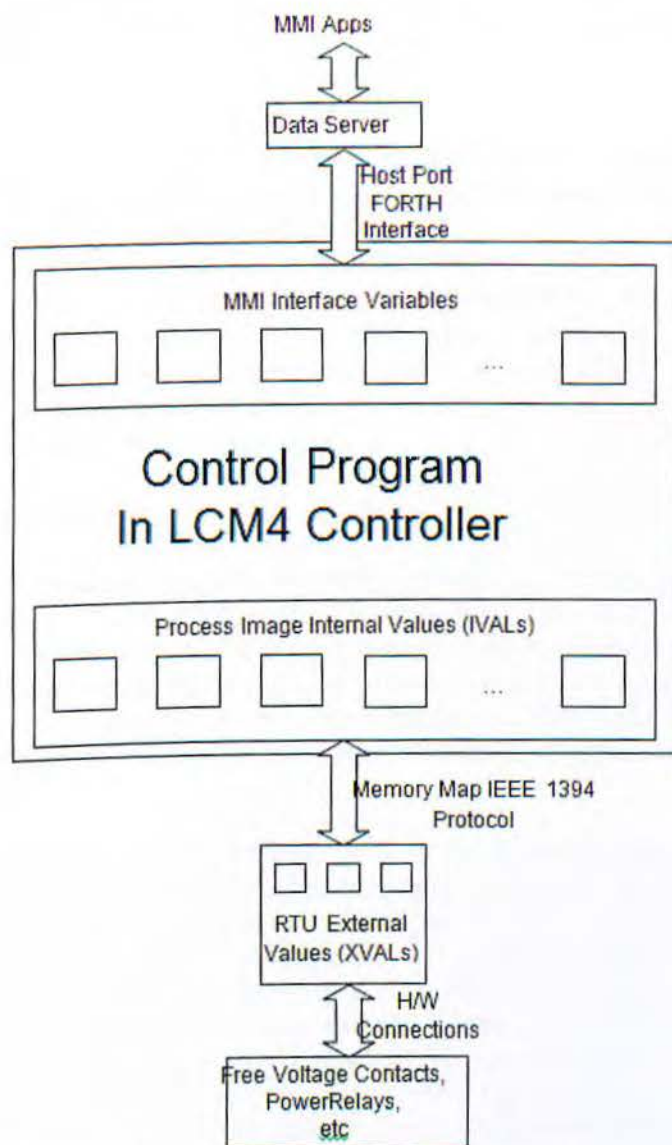 MMI Apps
Data Server
Host Port
FORTH
Interface
MMI Interface Variables
...
Control Program
In LCM4 Controller
Process Image Internal Values (IVALs)
...
Memory Map IEEE 1394
Protocol
RTU External
Values (XVALs)
H/W
Connections
Free Voltage Contacts,
PowerRelays,
etc